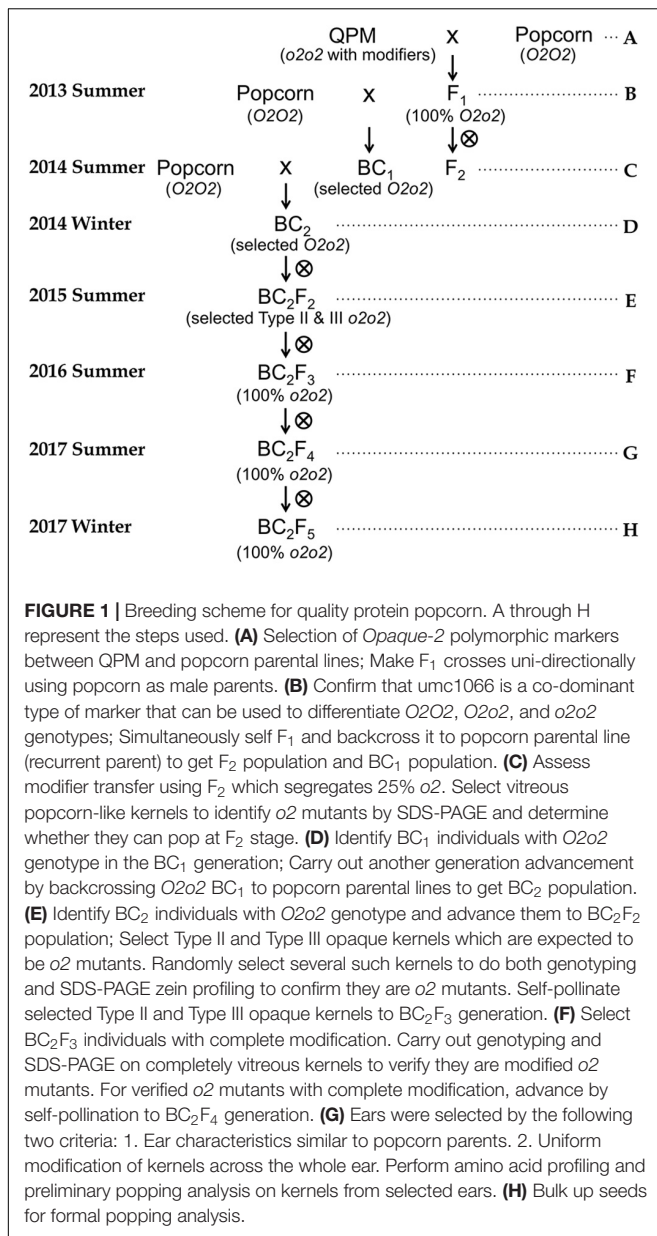 QPM X Popcorn ··· A
(o2o2 with modifiers) (O2O2)
2013 Summer Popcorn X F1 ··· B
(O2O2) (100% O2o2)
⊗
2014 Summer Popcorn X BC1 F2 ··· C
(O2O2) (selected O2o2)
2014 Winter BC2 ··· D
(selected O2o2)
⊗
2015 Summer BC2F2 ··· E
(selected Type II & III o2o2)
⊗
2016 Summer BC2F3 ··· F
(100% o2o2)
⊗
2017 Summer BC2F4 ··· G
(100% o2o2)
⊗
2017 Winter BC2F5 ··· H
(100% o2o2)
FIGURE 1 | Breeding scheme for quality protein popcorn. A through H
represent the steps used. (A) Selection of Opaque-2 polymorphic markers
between QPM and popcorn parental lines; Make F1 crosses uni-directionally
using popcorn as male parents. (B) Confirm that umc1066 is a co-dominant
type of marker that can be used to differentiate O2O2, O2o2, and o2o2
genotypes; Simultaneously self F1 and backcross it to popcorn parental line
(recurrent parent) to get F2 population and BC1 population. (C) Assess
modifier transfer using F2 which segregates 25% o2. Select vitreous
popcorn-like kernels to identify o2 mutants by SDS-PAGE and determine
whether they can pop at F2 stage. (D) Identify BC1 individuals with O2o2
genotype in the BC1 generation; Carry out another generation advancement
by backcrossing O2o2 BC1 to popcorn parental lines to get BC2 population.
(E) Identify BC2 individuals with O2o2 genotype and advance them to BC2F2
population; Select Type II and Type III opaque kernels which are expected to
be o2 mutants. Randomly select several such kernels to do both genotyping
and SDS-PAGE zein profiling to confirm they are o2 mutants. Self-pollinate
selected Type II and Type III opaque kernels to BC2F3 generation. (F) Select
BC2F3 individuals with complete modification. Carry out genotyping and
SDS-PAGE on completely vitreous kernels to verify they are modified o2
mutants. For verified o2 mutants with complete modification, advance by
self-pollination to BC2F4 generation. (G) Ears were selected by the following
two criteria: 1. Ear characteristics similar to popcorn parents. 2. Uniform
modification of kernels across the whole ear. Perform amino acid profiling and
preliminary popping analysis on kernels from selected ears. (H) Bulk up seeds
for formal popping analysis.